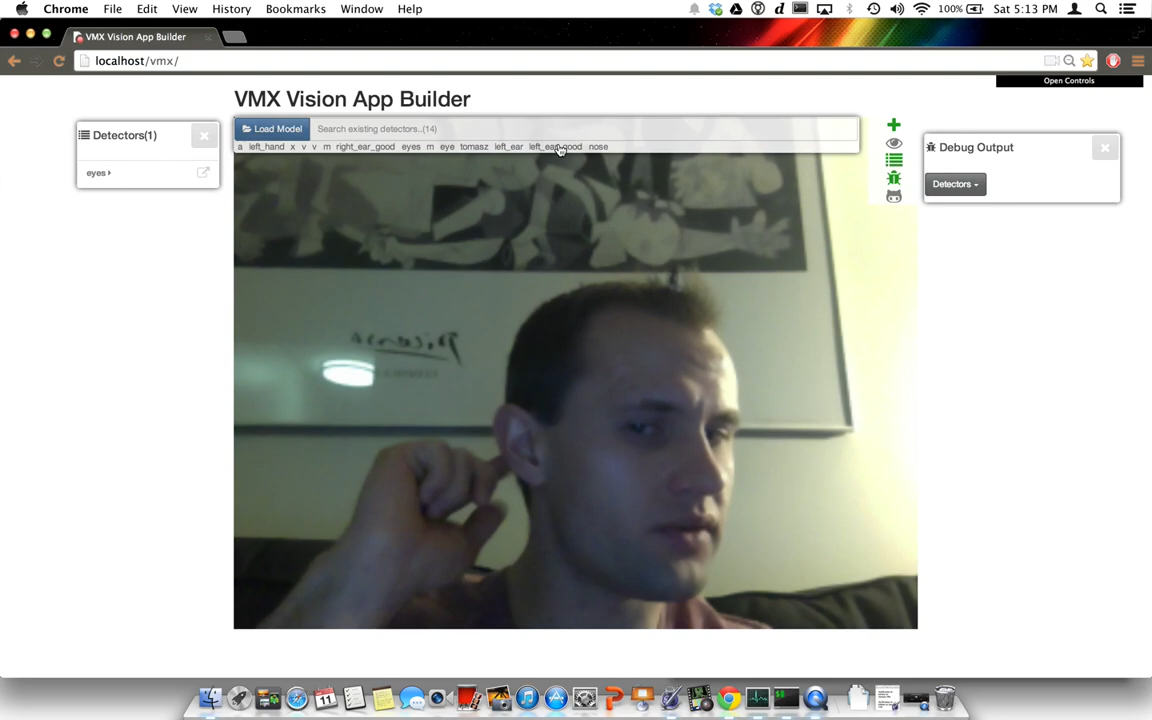 Chrome File Edit View History Bookmarks Window Help 100% Sat 5:13 PM
VMX Vision App Builder
localhost/vmx/
Open Controls
VMX Vision App Builder
Load Model Search existing detectors..(14)
a left_hand x v v m right_ear_good eyes m eye tomasz left_ear left_ear_good nose
Detectors(1)
eyes
Debug Output
Detectors